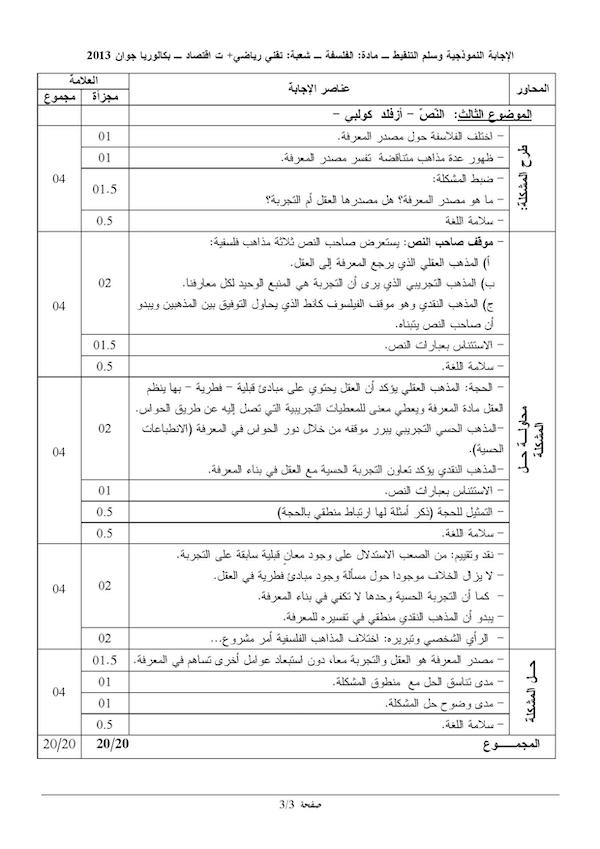 الإجابة النموذجية وسلم التنقيط ــ مادة: الفلسفة ــ شعبة: تقني رياضي+ ت اقتصاد ــ بكالوريا جوان 2013
المحاور عناصر الإجابة العلامة
مجزأة مجموع
الموضوع الثالث: النّصّ - أزفلد كولبي -
طرح المشكلة:
- اختلف الفلاسفة حول مصدر المعرفة. 01
- ظهور عدة مذاهب متناقضة تفسر مصدر المعرفة. 01
- ضبط المشكلة:
- ما هو مصدر المعرفة؟ هل مصدرها العقل أم التجربة؟ 01.5
- سلامة اللغة 0.5
04
محاولة حل المشكلة
- موقف صاحب النص: يستعرض صاحب النص ثلاثة مذاهب فلسفية:
أ) المذهب العقلي الذي يرجع المعرفة إلى العقل.
ب) المذهب التجريبي الذي يرى أن التجربة هي المنبع الوحيد لكل معارفنا. 02
ج) المذهب النقدي وهو موقف الفيلسوف كانط الذي يحاول التوفيق بين المذهبين ويبدو
أن صاحب النص يتبناه.
- الاستئناس بعبارات النص. 01.5
- سلامة اللغة. 0.5
04
- الحجة: المذهب العقلي يؤكد أن العقل يحتوي على مبادئ قبلية - فطرية - بها ينظم
العقل مادة المعرفة ويعطي معنى للمعطيات التجريبية التي تصل إليه عن طريق الحواس.
-المذهب الحسي التجريبي يبرر موقفه من خلال دور الحواس في المعرفة (الانطباعات 02
الحسية).
-المذهب النقدي يؤكد تعاون التجربة الحسية مع العقل في بناء المعرفة.
- الاستئناس بعبارات النص. 01
- التمثيل للحجة (ذكر أمثلة لها ارتباط منطقي بالحجة) 0.5
- سلامة اللغة. 0.5
04
- نقد وتقييم: من الصعب الاستدلال على وجود معانٍ قبلية سابقة على التجربة.
- لا يزال الخلاف موجودا حول مسألة وجود مبادئ فطرية في العقل.
- كما أن التجربة الحسية وحدها لا تكفي في بناء المعرفة. 02
- يبدو أن المذهب النقدي منطقي في تفسيره للمعرفة.
- الرأي الشخصي وتبريره: اختلاف المذاهب الفلسفية أمر مشروع... 02
04
حل المشكلة
- مصدر المعرفة هو العقل والتجربة معا، دون استبعاد عوامل أخرى تساهم في المعرفة. 01.5
- مدى تناسق الحل مع منطوق المشكلة. 01
- مدى وضوح حل المشكلة. 01
- سلامة اللغة. 0.5
04
المجمـــوع 20/20 20/20
صفحة 3/3